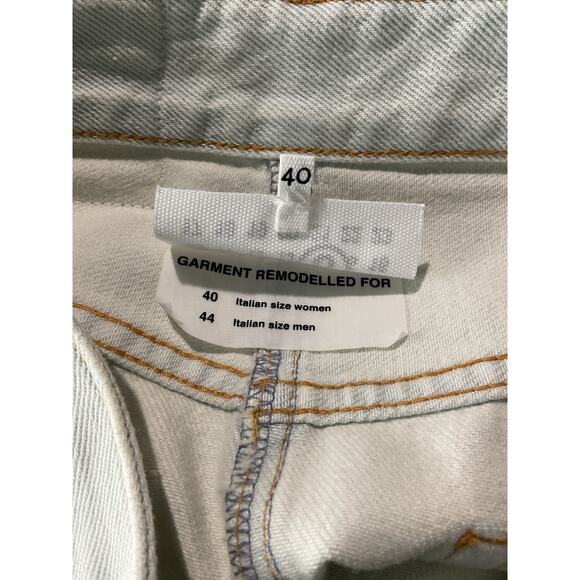 40
GARMENT REMODELLED FOR
40 Italian size women
44 Italian size men